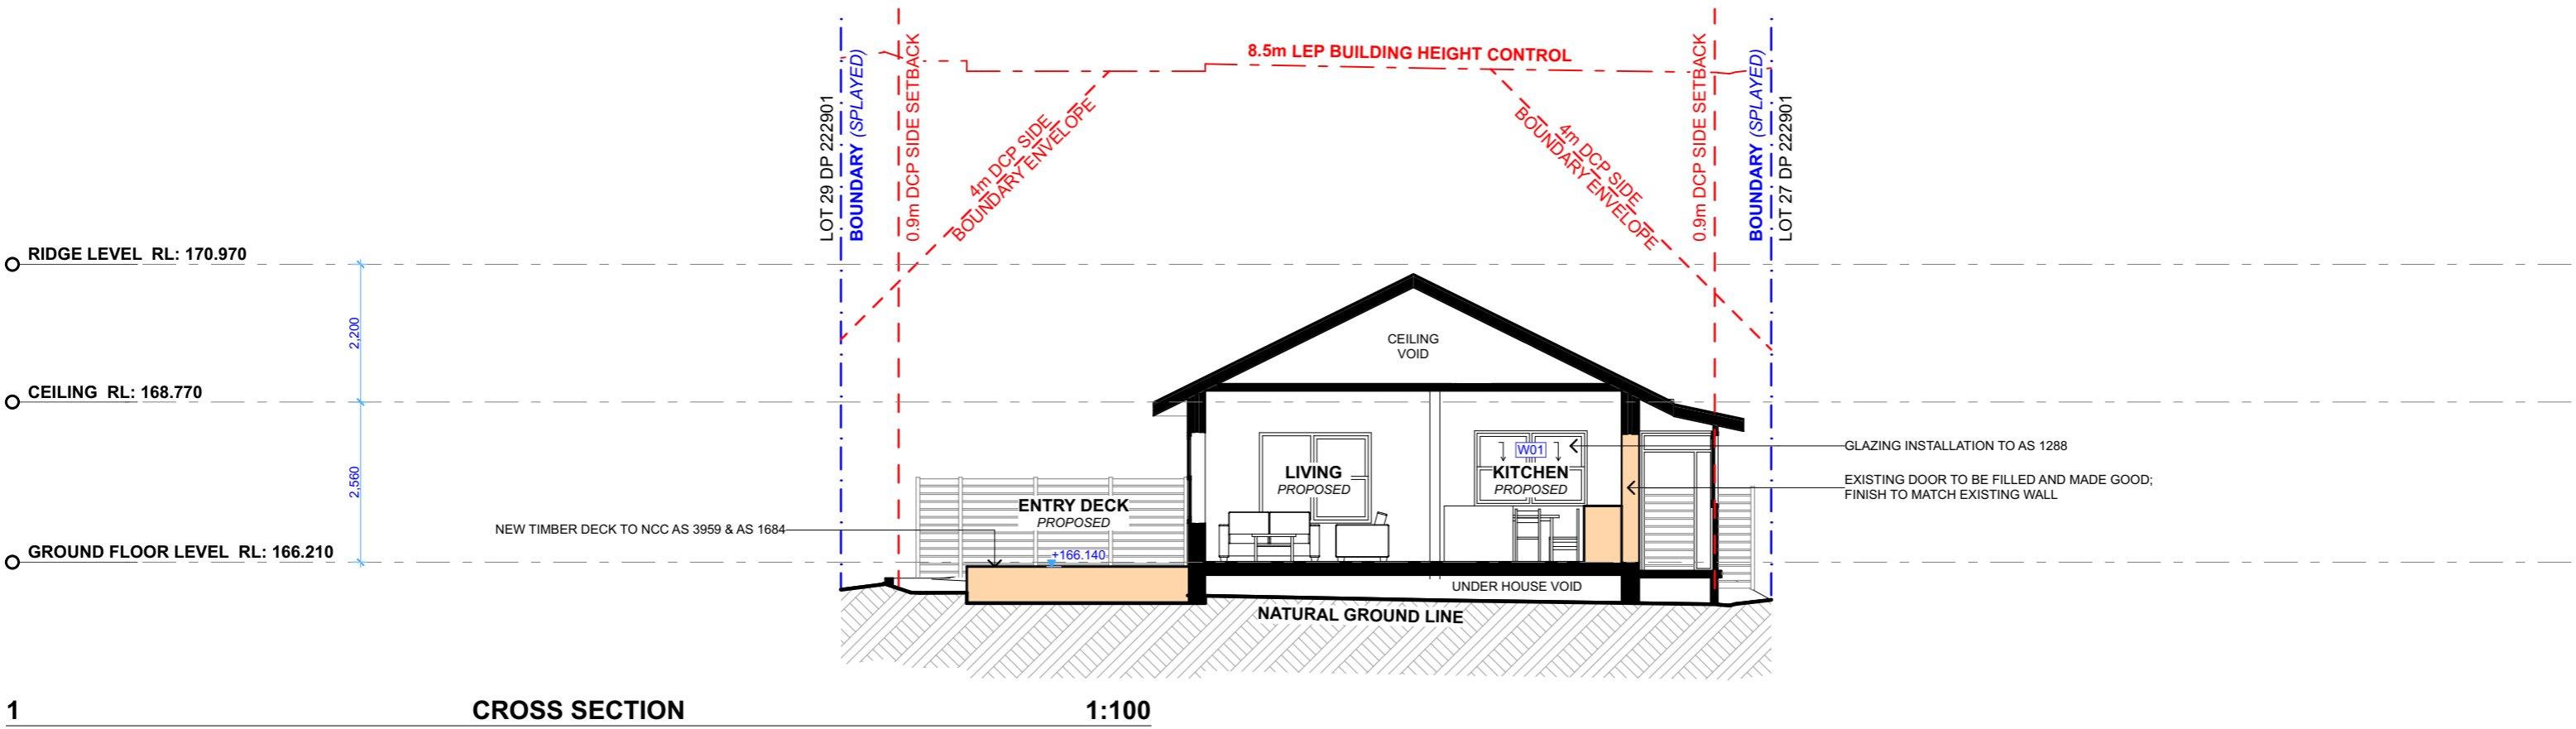 8.5m LEP BUILDING HEIGHT CONTROL
LOT 29 DP 222901
BOUNDARY (SPLAYED)
0.9m DCP SIDE SETBACK
4m DCP SIDE
BOUNDARY ENVELOPE
4m DCP SIDE
BOUNDARY ENVELOPE
0.9m DCP SIDE SETBACK
BOUNDARY (SPLAYED)
LOT 27 DP 222901
RIDGE LEVEL RL: 170.970
2,200
CEILING
VOID
CEILING RL: 168.770
2,560
W01
GLAZING INSTALLATION TO AS 1288
LIVING
PROPOSED
KITCHEN
PROPOSED
EXISTING DOOR TO BE FILLED AND MADE GOOD;
FINISH TO MATCH EXISTING WALL
ENTRY DECK
PROPOSED
NEW TIMBER DECK TO NCC AS 3959 & AS 1684
GROUND FLOOR LEVEL RL: 166.210
+166.140
UNDER HOUSE VOID
NATURAL GROUND LINE
1 CROSS SECTION 1:100